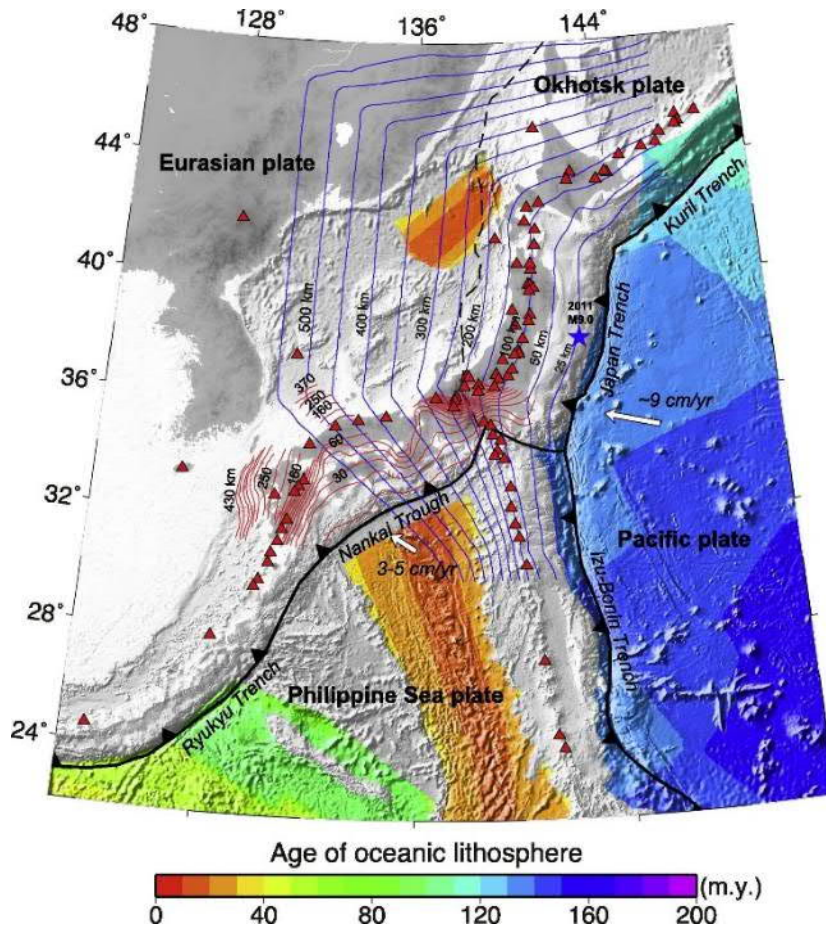 128°
136°
144°
48°
44°
40°
36°
32°
28°
24°
Okhotsk plate
Eurasian plate
Kuril Trench
2011
M9.0
Japan Trench
500 km
400 km
300 km
200 km
100 km
50 km
25 km
~9 cm/yr
370
250
160
60
30
430 km
250
160
Nankai Trough
3-5 cm/yr
Pacific plate
Izu-Bonin Trench
Philippine Sea plate
Ryukyu Trench
Age of oceanic lithosphere
(m.y.)
0 40 80 120 160 200